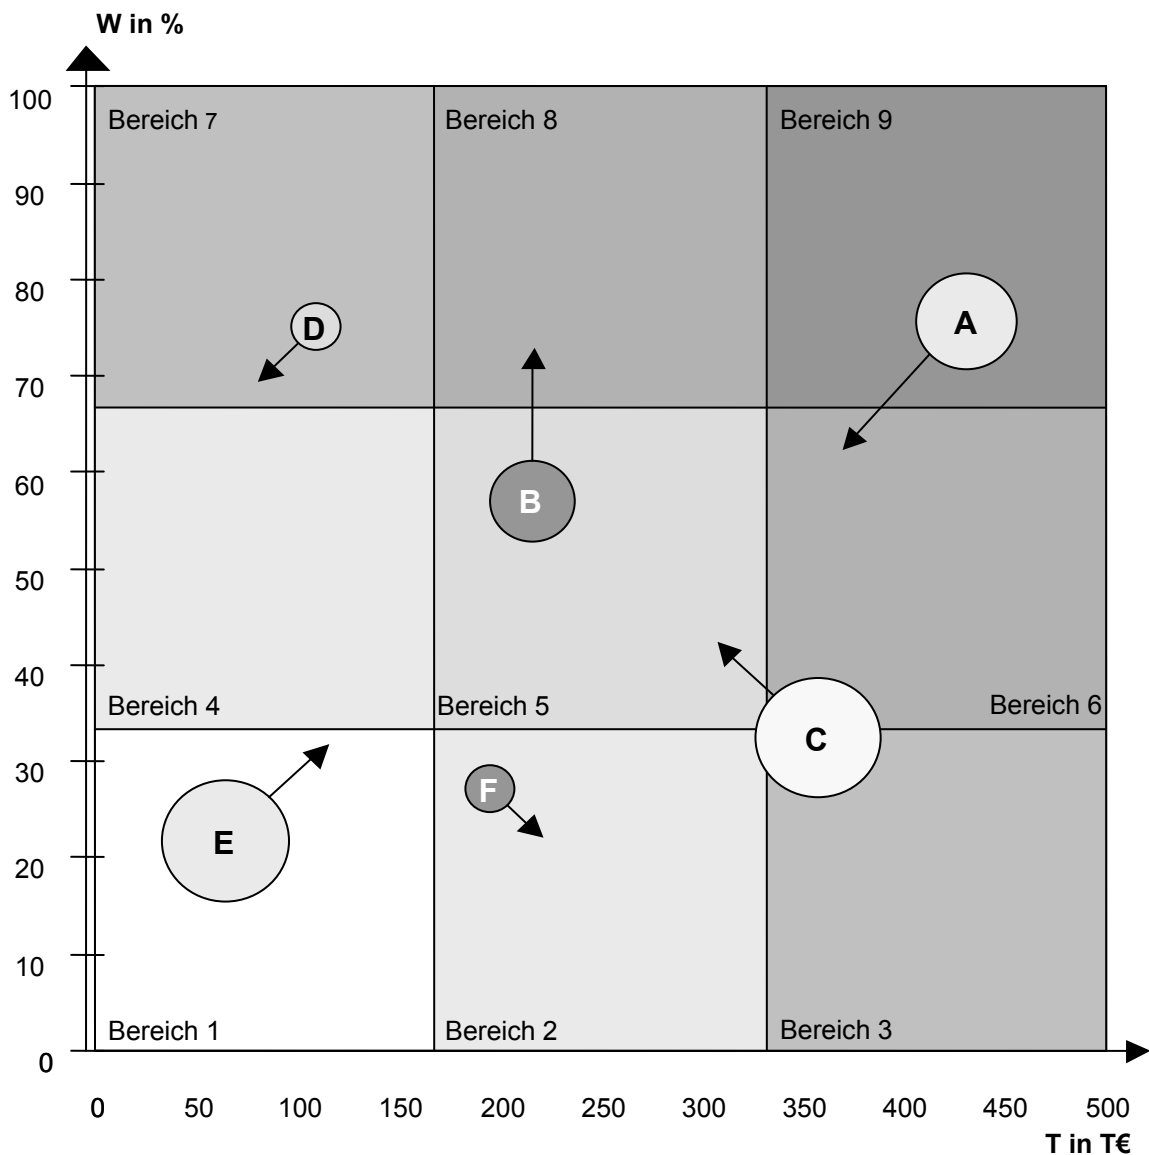 W in %
100
Bereich 7 Bereich 8 Bereich 9
90
80
A
D
70
60
B
50
40
Bereich 4 Bereich 5 Bereich 6
C
30
F
E
20
10
Bereich 1 Bereich 2 Bereich 3
0
0 50 100 150 200 250 300 350 400 450 500
T in T€